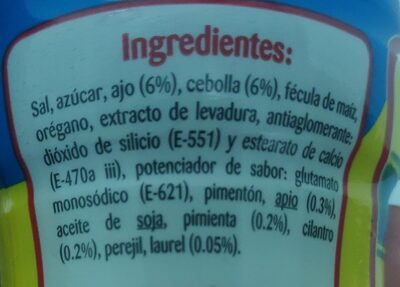 Ingredientes:
Sal, azúcar, ajo (6%), cebolla (6%), fécula de maíz,
orégano, extracto de levadura, antiaglomerante:
dióxido de silicio (E-551) y estearato de calcio
(E-470a iii), potenciador de sabor: glutamato
monosódico (E-621), pimentón, apio (0.3%),
aceite de soja, pimienta (0.2%), cilantro
(0.2%), perejil, laurel (0.05%).